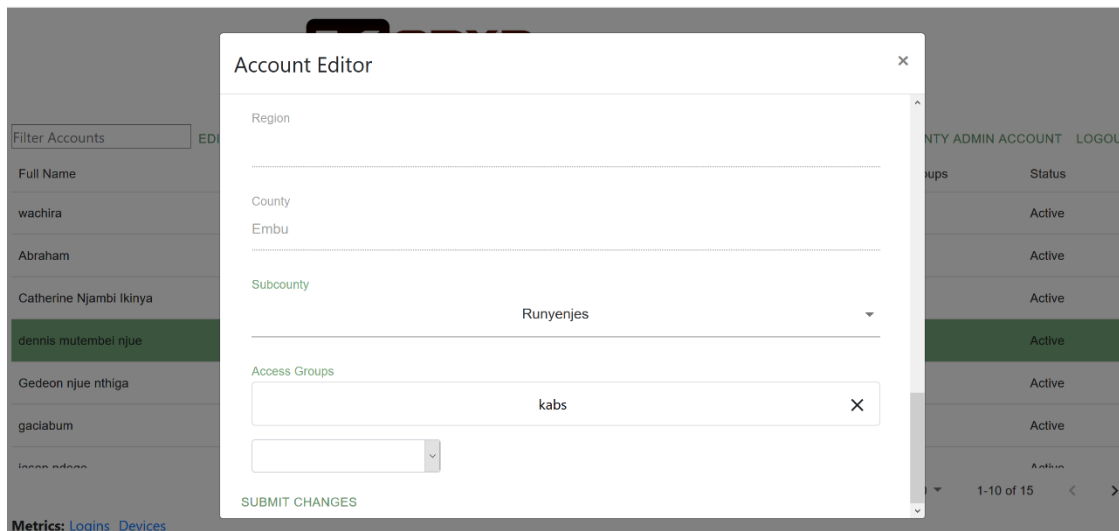 Account Editor
×
Region
Filter Accounts
EDI
NTY ADMIN ACCOUNT LOGOU
Full Name
oups
Status
County
Embu
wachira
Active
Abraham
Active
Subcounty
Catherine Njambi Ikinya
Active
Runyenjes
dennis mutembei njue
Active
Access Groups
Gedeon njue nthiga
Active
kabs
gaciabum
Active
1-10 of 15
SUBMIT CHANGES
Metrics: Logins Devices